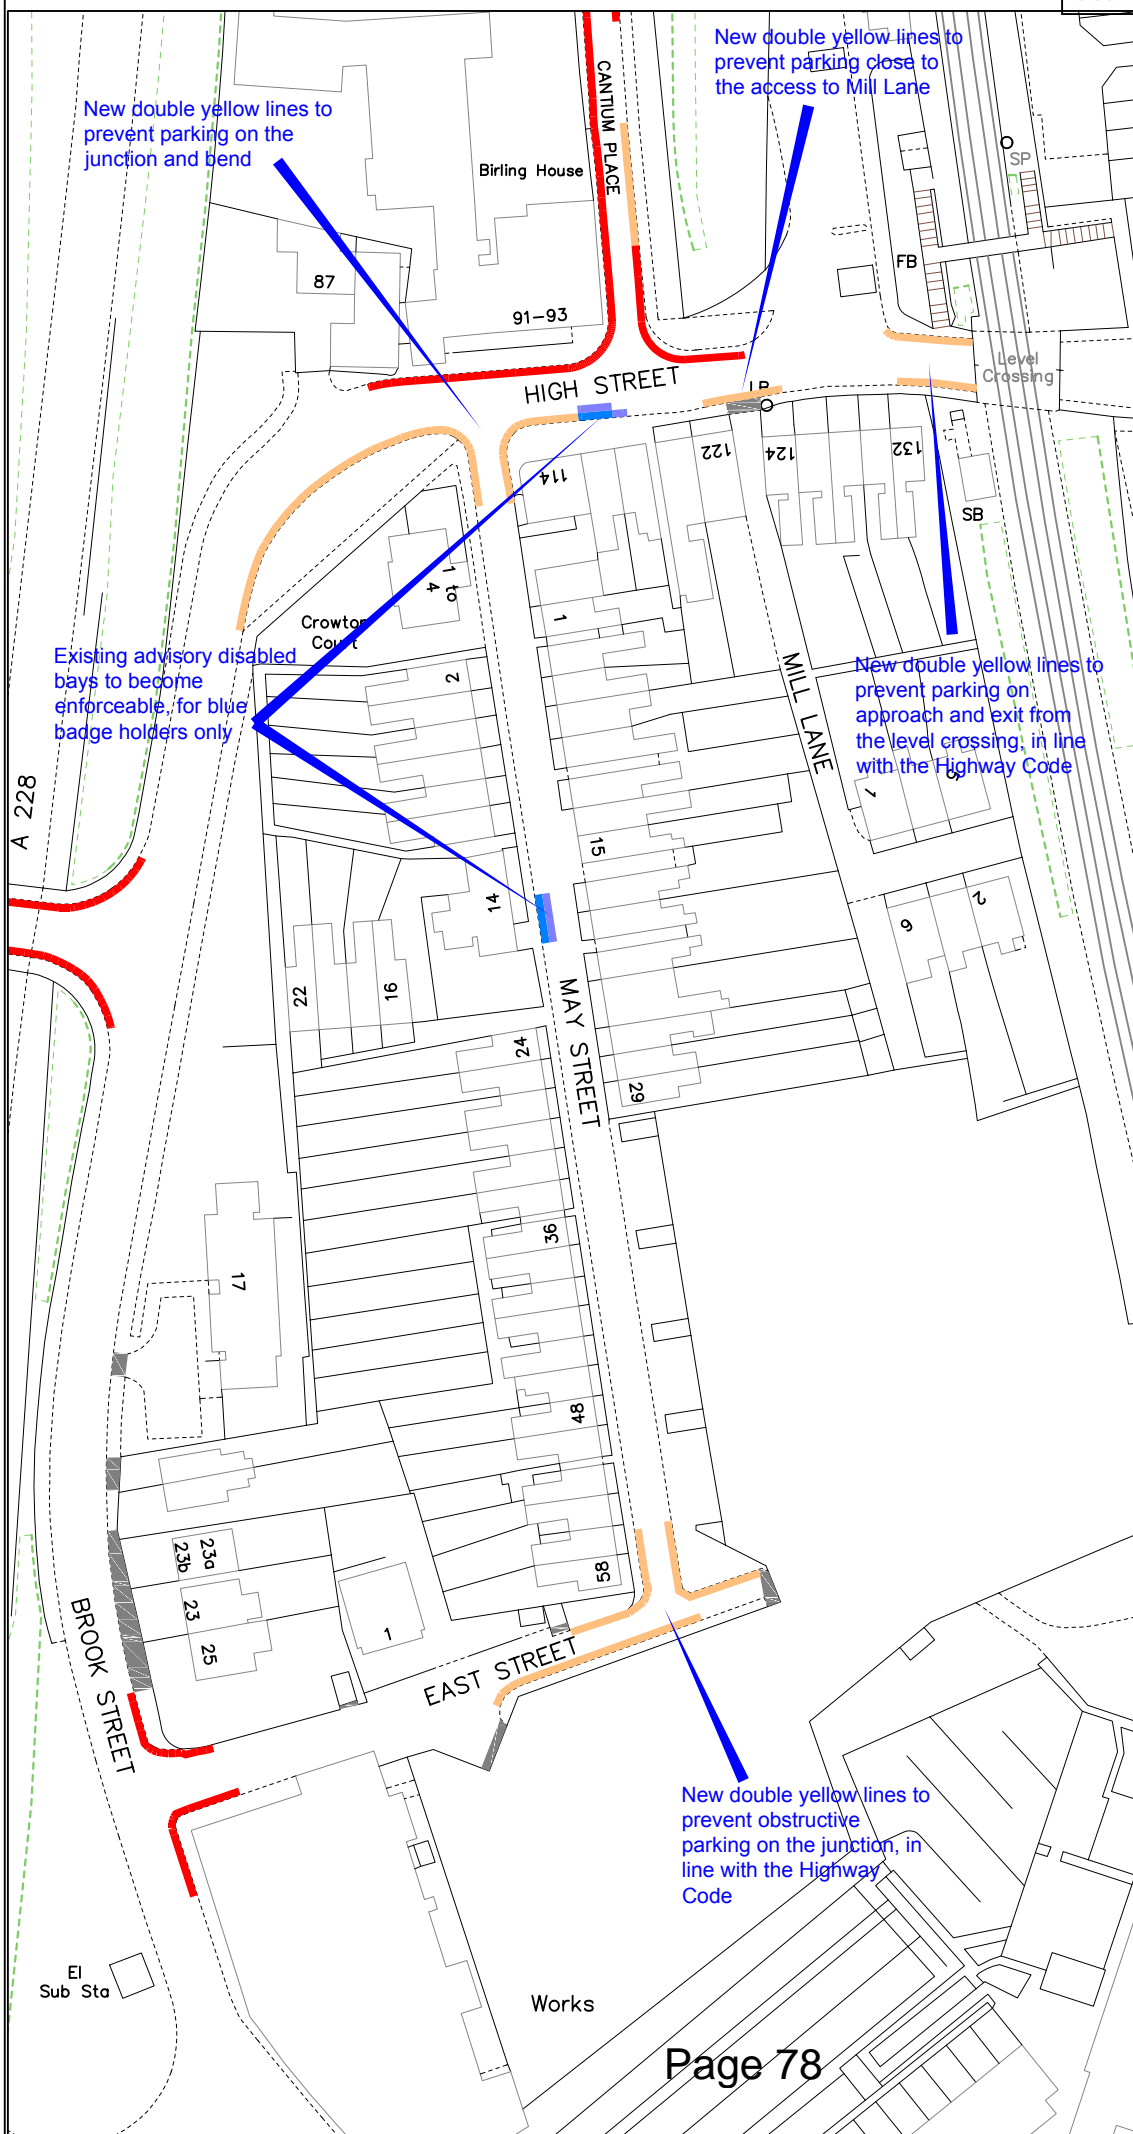 New double yellow lines to
prevent parking close to
the access to Mill Lane
New double yellow lines to
prevent parking on the
junction and bend
CANTIUM PLACE
Birling House
SP
FB
87
91-93
Level
Crossing
HIGH STREET
LB
114
122
124
132
SB
1 to
4
Crowton
Court
1
2
Existing advisory disabled
bays to become
enforceable, for blue
badge holders only
MILL LANE
New double yellow lines to
prevent parking on
approach and exit from
the level crossing, in line
with the Highway Code
A 228
15
14
22
16
6
2
MAY STREET
24
29
36
17
48
58
23a
23b
23
25
1
BROOK STREET
EAST STREET
New double yellow lines to
prevent obstructive
parking on the junction, in
line with the Highway
Code
El
Sub Sta
Works
Page 78